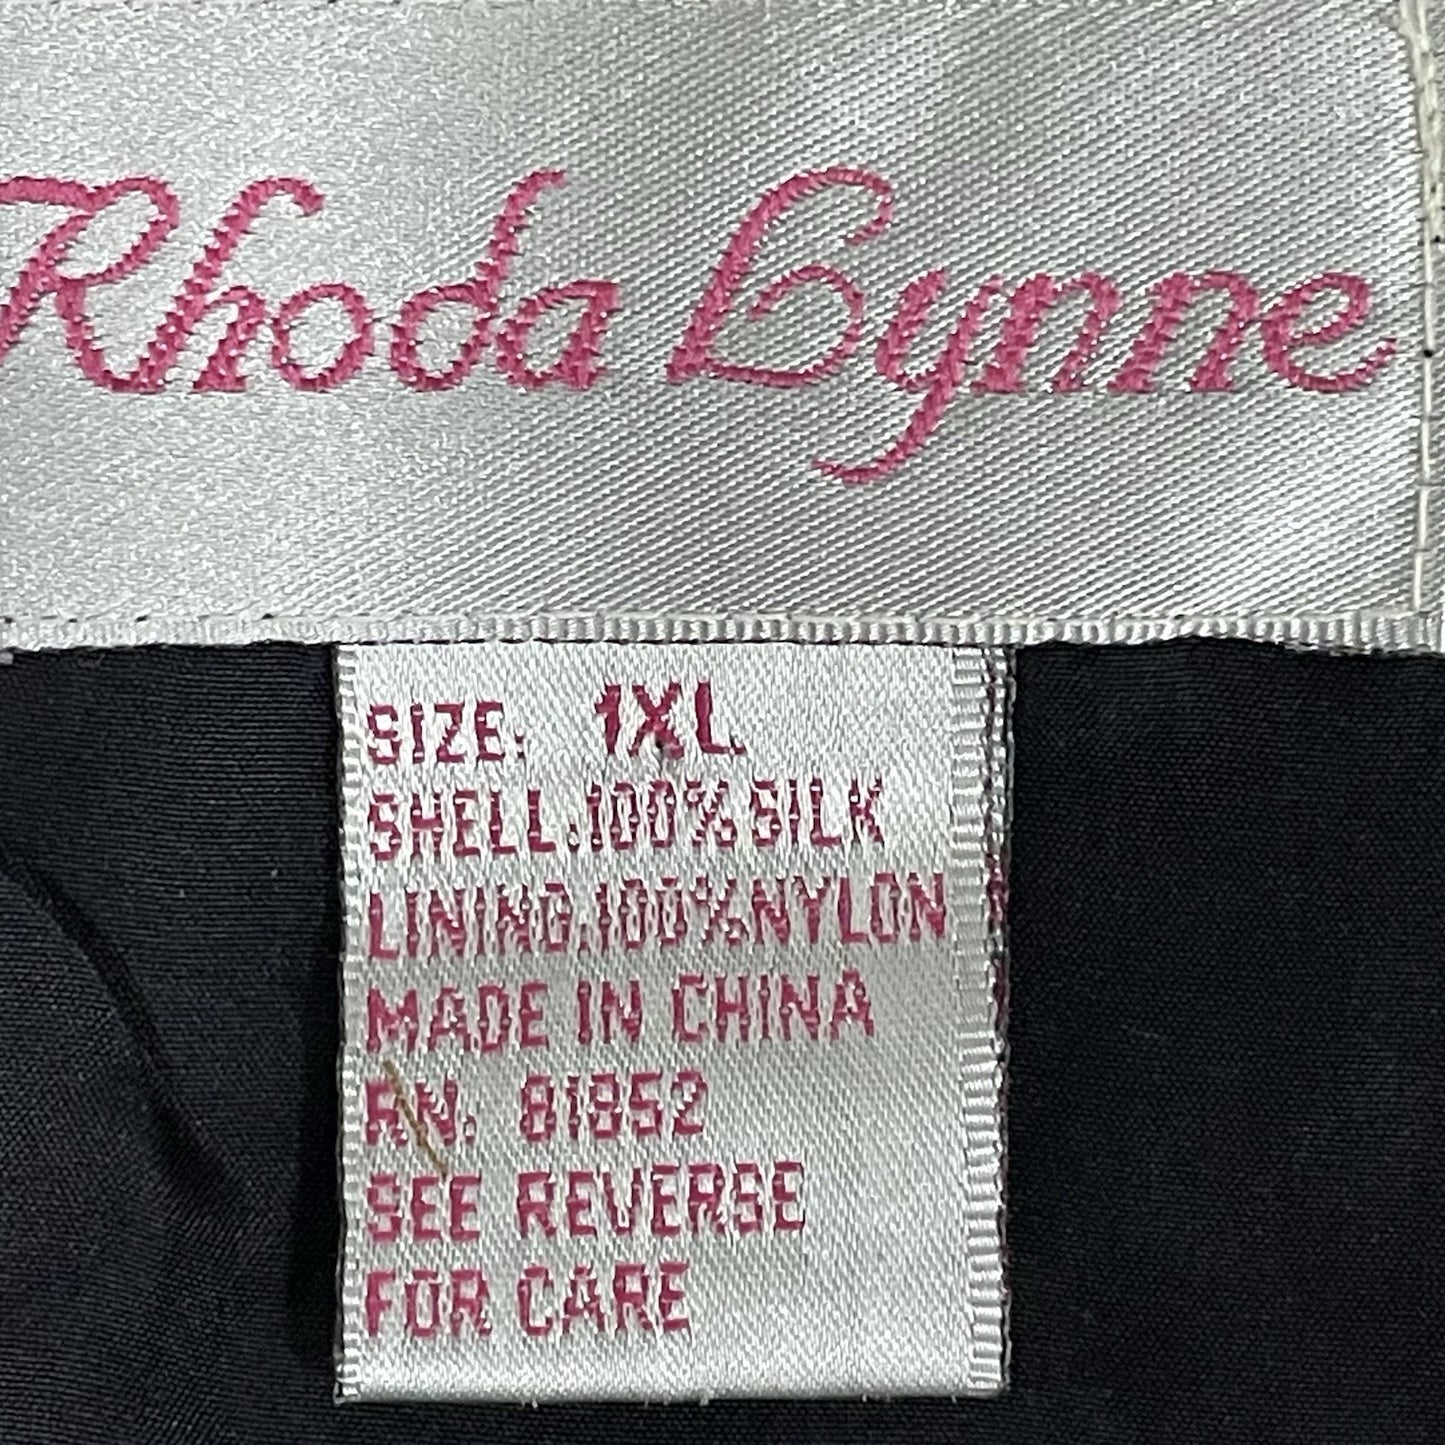 Rhoda Lynne
SIZE: 1XL
SHELL:100%SILK
LINING:100%NYLON
MADE IN CHINA
RN: 81852
SEE REVERSE
FOR CARE